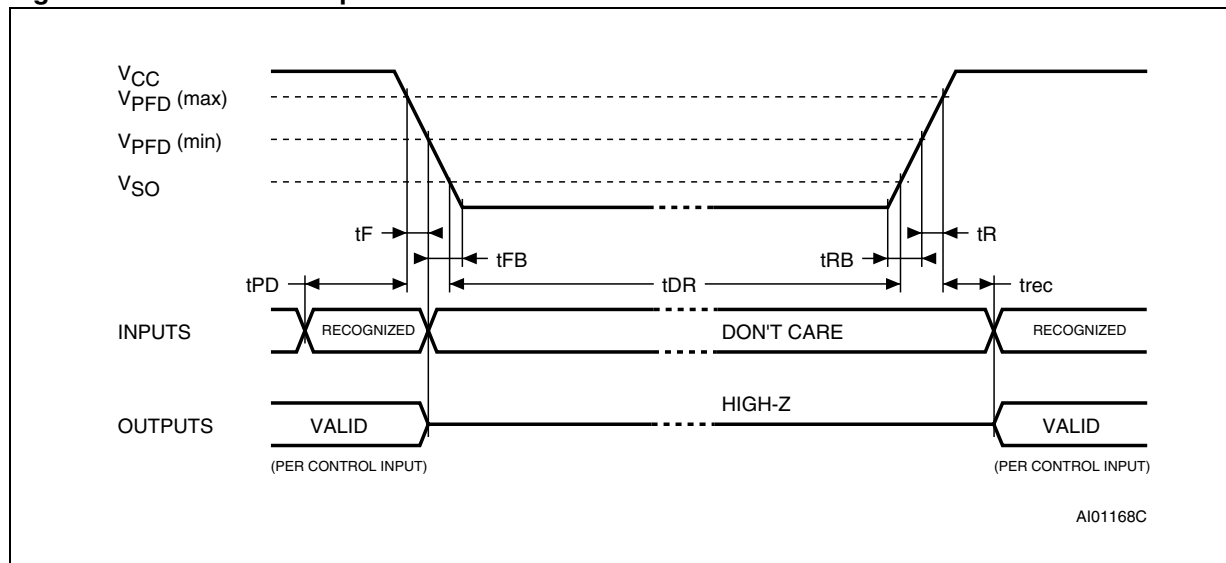 VCC
VPFD (max)
VPFD (min)
VSO
tF
tR
tFB
tRB
tPD
tDR
trec
INPUTS
RECOGNIZED
DON'T CARE
RECOGNIZED
HIGH-Z
OUTPUTS
VALID
VALID
(PER CONTROL INPUT)
(PER CONTROL INPUT)
AI01168C